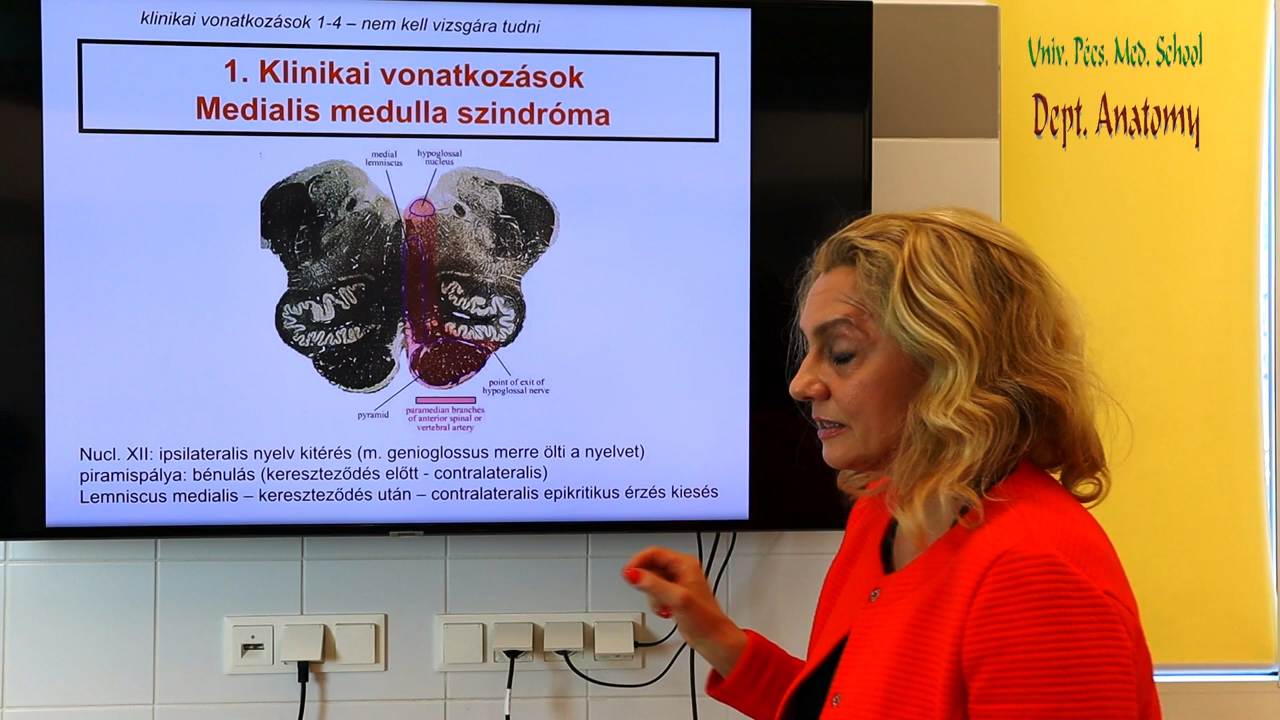 klinikai vonatkozások 1-4 – nem kell vizsgára tudni
1. Klinikai vonatkozások
Medialis medulla szindróma
medial
lemniscus
hypoglossal
nucleus
point of exit of
hypoglossal nerve
pyramid
paramedian branches
of anterior spinal or
vertebral artery
Nucl. XII: ipsilateralis nyelv kitérés (m. genioglossus merre ölti a nyelvet)
piramispálya: bénulás (kereszteződés előtt - contralateralis)
Lemniscus medialis – kereszteződés után – contralateralis epikritikus érzés kiesés
Univ. Pécs. Med. School
Dept. Anatomy